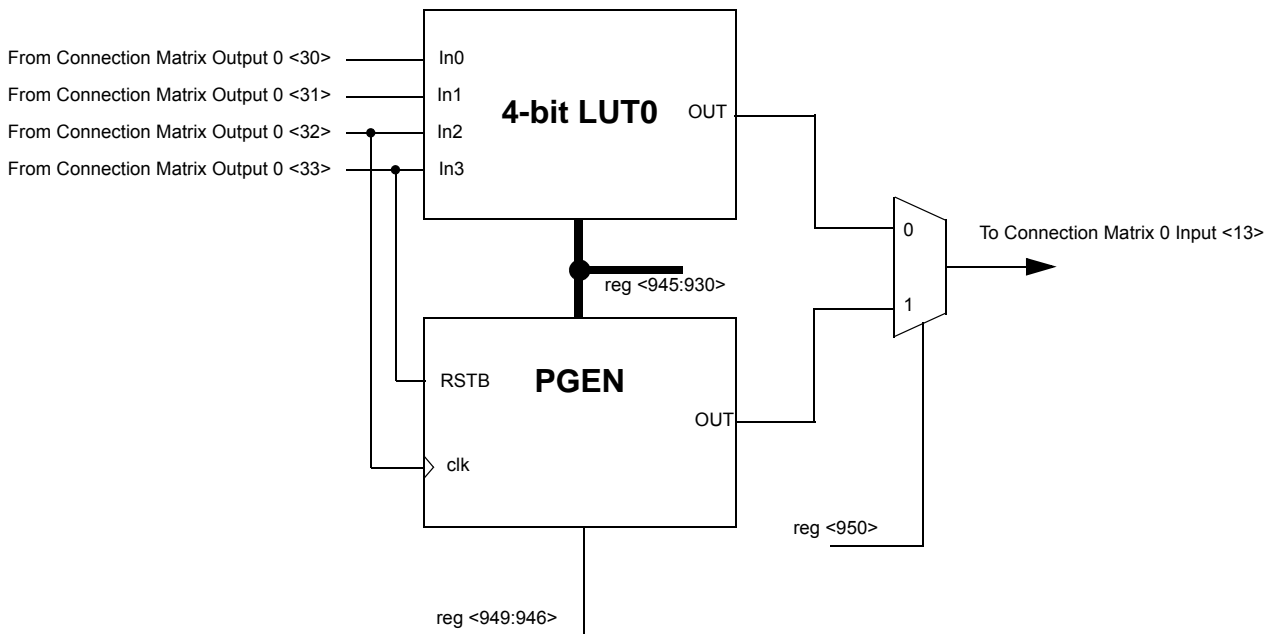 From Connection Matrix Output 0 <30>
From Connection Matrix Output 0 <31>
From Connection Matrix Output 0 <32>
From Connection Matrix Output 0 <33>
In0
In1
In2
In3
4-bit LUT0
OUT
reg <945:930>
RSTB
PGEN
OUT
clk
reg <949:946>
0
1
To Connection Matrix 0 Input <13>
reg <950>